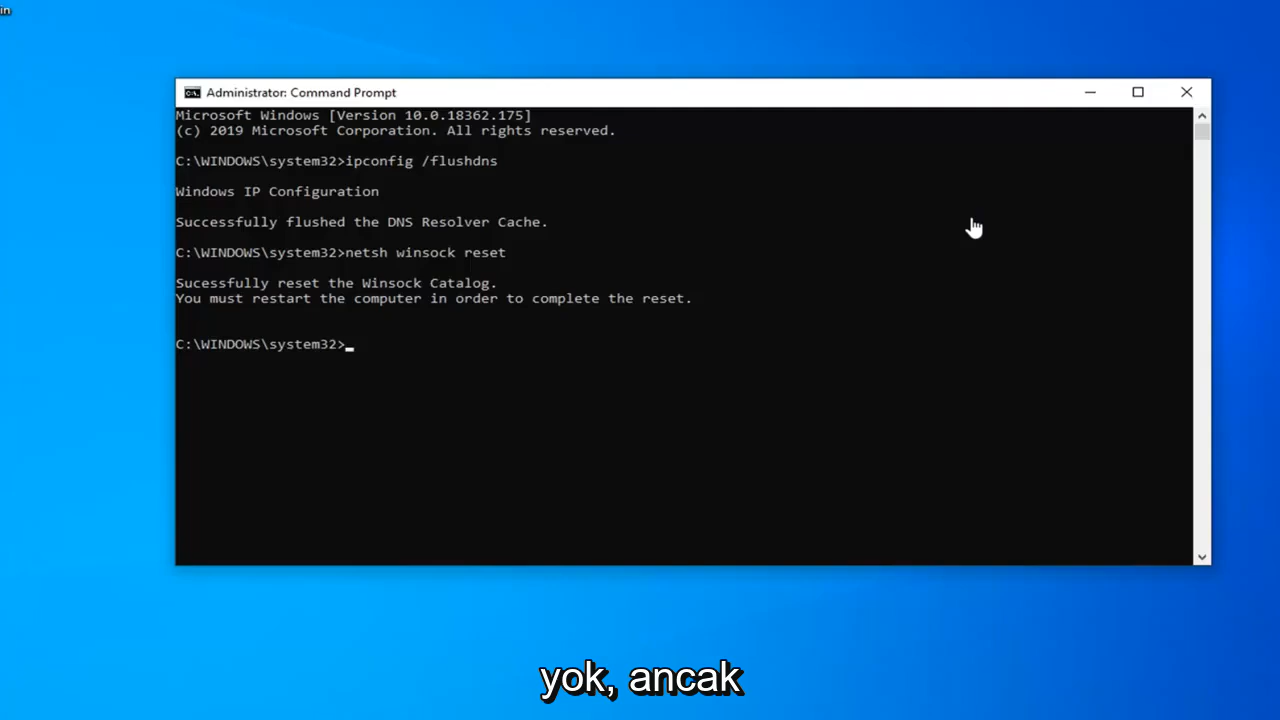 in
Administrator: Command Prompt
Microsoft Windows [Version 10.0.18362.175]
(c) 2019 Microsoft Corporation. All rights reserved.
C:\WINDOWS\system32>ipconfig /flushdns
Windows IP Configuration
Successfully flushed the DNS Resolver Cache.
C:\WINDOWS\system32>netsh winsock reset
Sucessfully reset the Winsock Catalog.
You must restart the computer in order to complete the reset.
C:\WINDOWS\system32>
yok, ancak